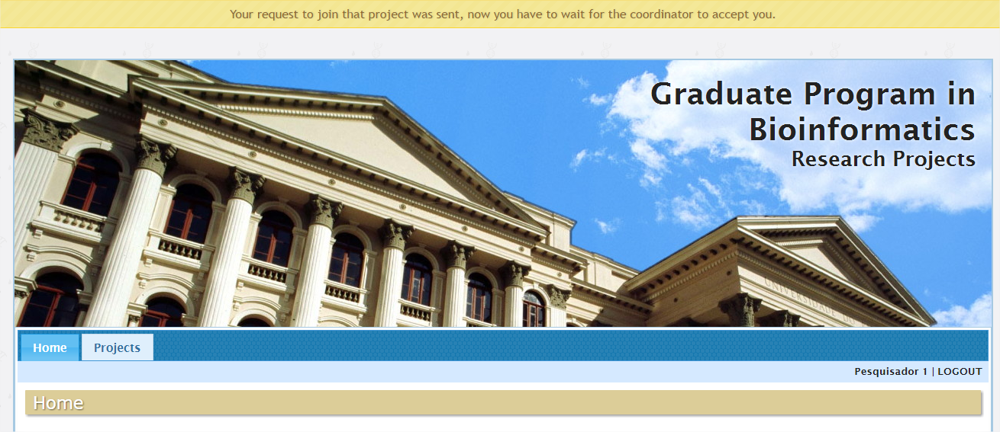 Your request to join that project was sent, now you have to wait for the coordinator to accept you.
Graduate Program in
Bioinformatics
Research Projects
UNIVERSIDADE
Home Projects
Pesquisador 1 | LOGOUT
Home